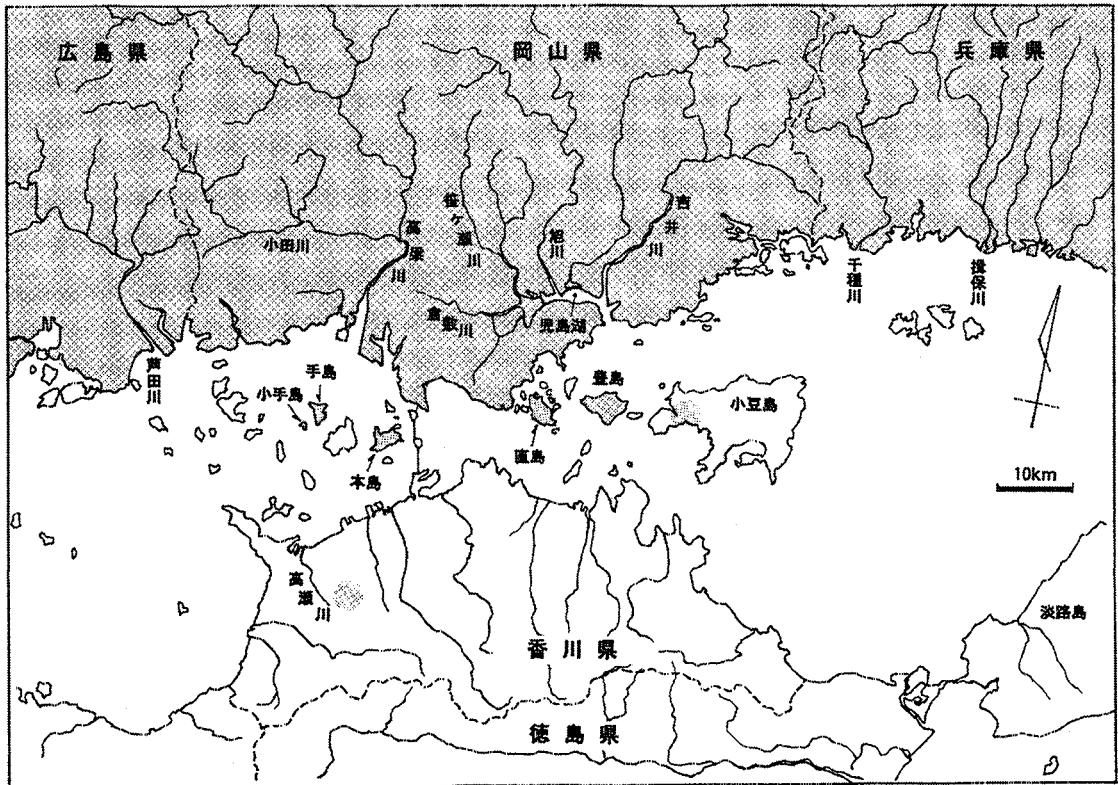 広島県
岡山県
兵庫県
小田川
高梁川
笹ヶ瀬川
旭川
吉井川
倉敷川
児島湖
千種川
揖保川
芦田川
手島
小手島
本島
直島
豊島
小豆島
10km
高瀬川
淡路島
香川県
徳島県